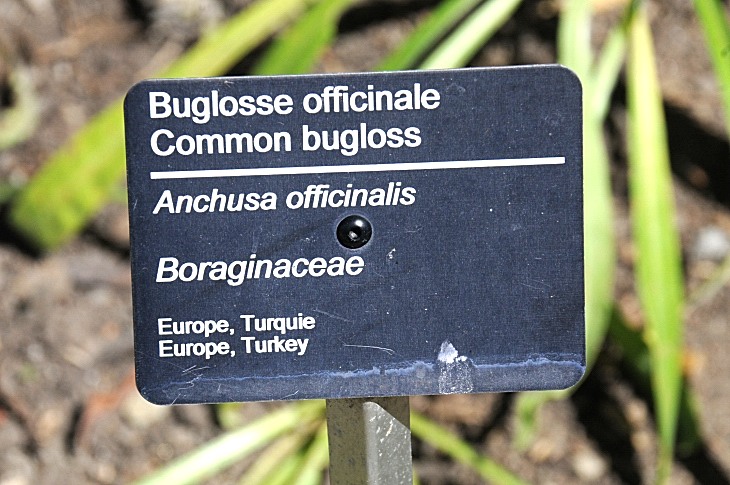 Buglosse officinale
Common bugloss
Anchusa officinalis
Boraginaceae
Europe, Turquie
Europe, Turkey